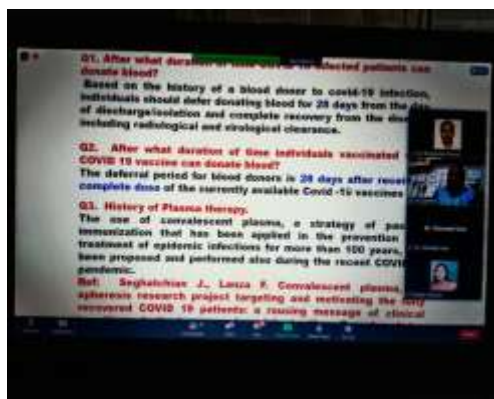 Q1. After what duration of time infected patients can
donate blood?
Based on the history of a blood donor to covid-19 infection,
individuals should defer donating blood for 28 days from the
of discharge/isolation and complete recovery from the
including radiological and virological clearance.
Q2. After what duration of time individuals vaccinated
COVID 19 vaccine can donate blood?
The deferral period for blood donors is 28 days after
complete dose of the currently available Covid -19 vaccines
Q3. History of Plasma therapy.
The use of convalescent plasma, a strategy of
immunization that has been applied in the prevention
treatment of epidemic infections for more than 100 years,
been proposed and performed also during the recent
pandemic.
Ref: Seghatchian J., Lanza F. Convalescent plasma,
apheresis research project targeting and motivating the fully
recovered COVID 19 patients: a rousing message of clinical